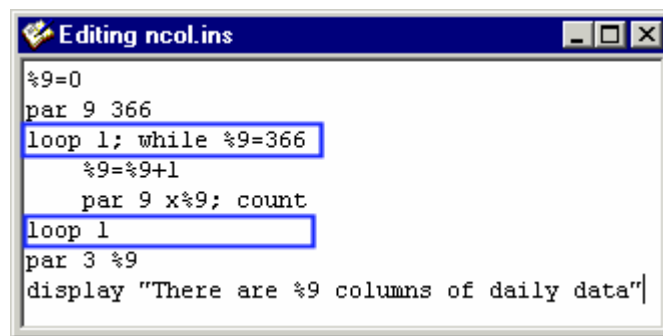 Editing ncol.ins
%9=0
par 9 366
loop 1; while %9=366
%9=%9+1
par 9 x%9; count
loop 1
par 3 %9
display "There are %9 columns of daily data"